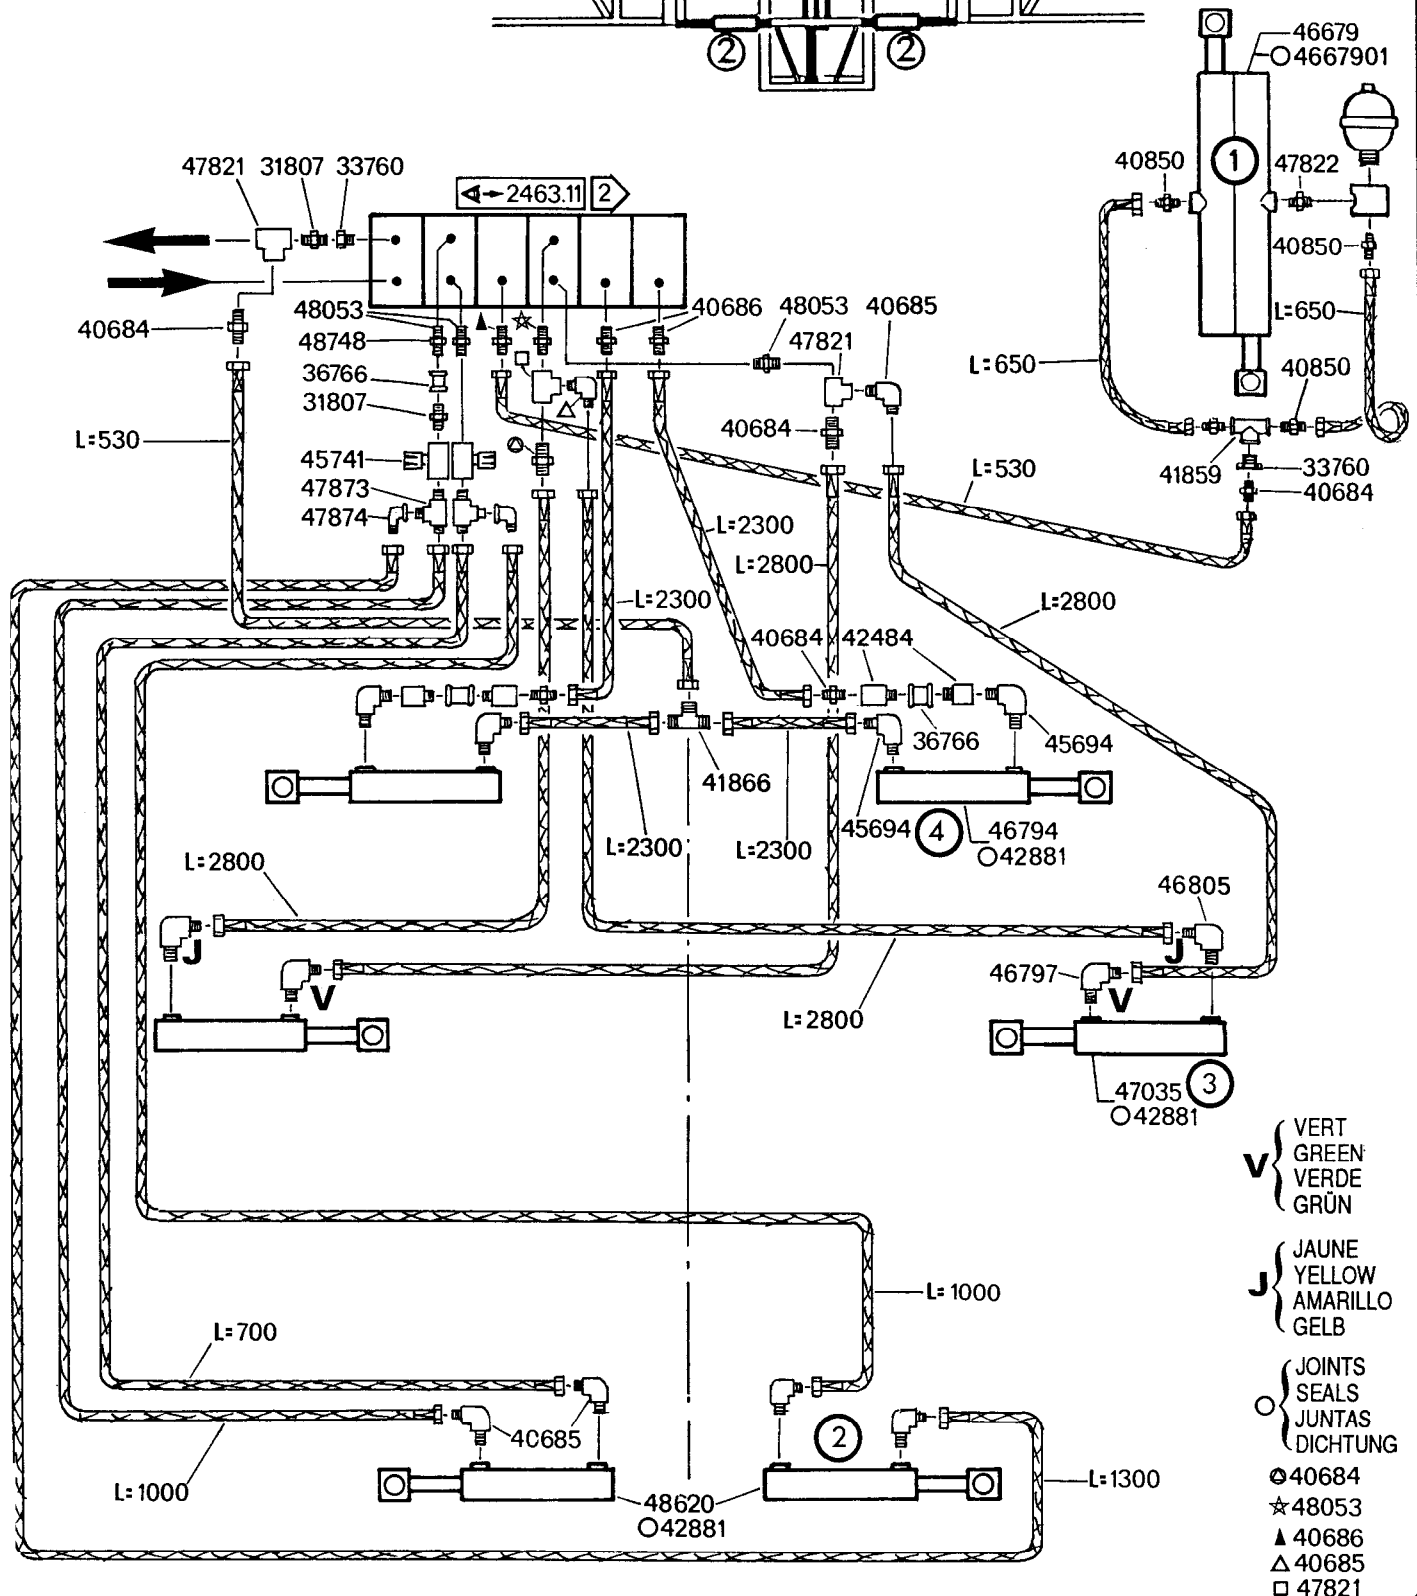 2
2
46679
4667901
1
40850
47822
40850
L=650
L=650
40850
41859
33760
40684
47821
31807
33760
2463.11
2
40684
48053
48748
36766
31807
45741
47873
47874
40686
48053
40685
47821
40684
L=530
L=530
L=2300
L=2800
L=2300
L=2800
40684
42484
36766
45694
41866
45694
4
46794
42881
L=2300
L=2300
L=2800
46805
J
V
46797
J
V
L=2800
47035
3
42881
V
VERT
GREEN
VERDE
GRÜN
J
JAUNE
YELLOW
AMARILLO
GELB
JOINTS
SEALS
JUNTAS
DICHTUNG
L=1000
L=700
40685
2
L=1000
L=1300
48620
42881
40684
48053
40686
40685
47821